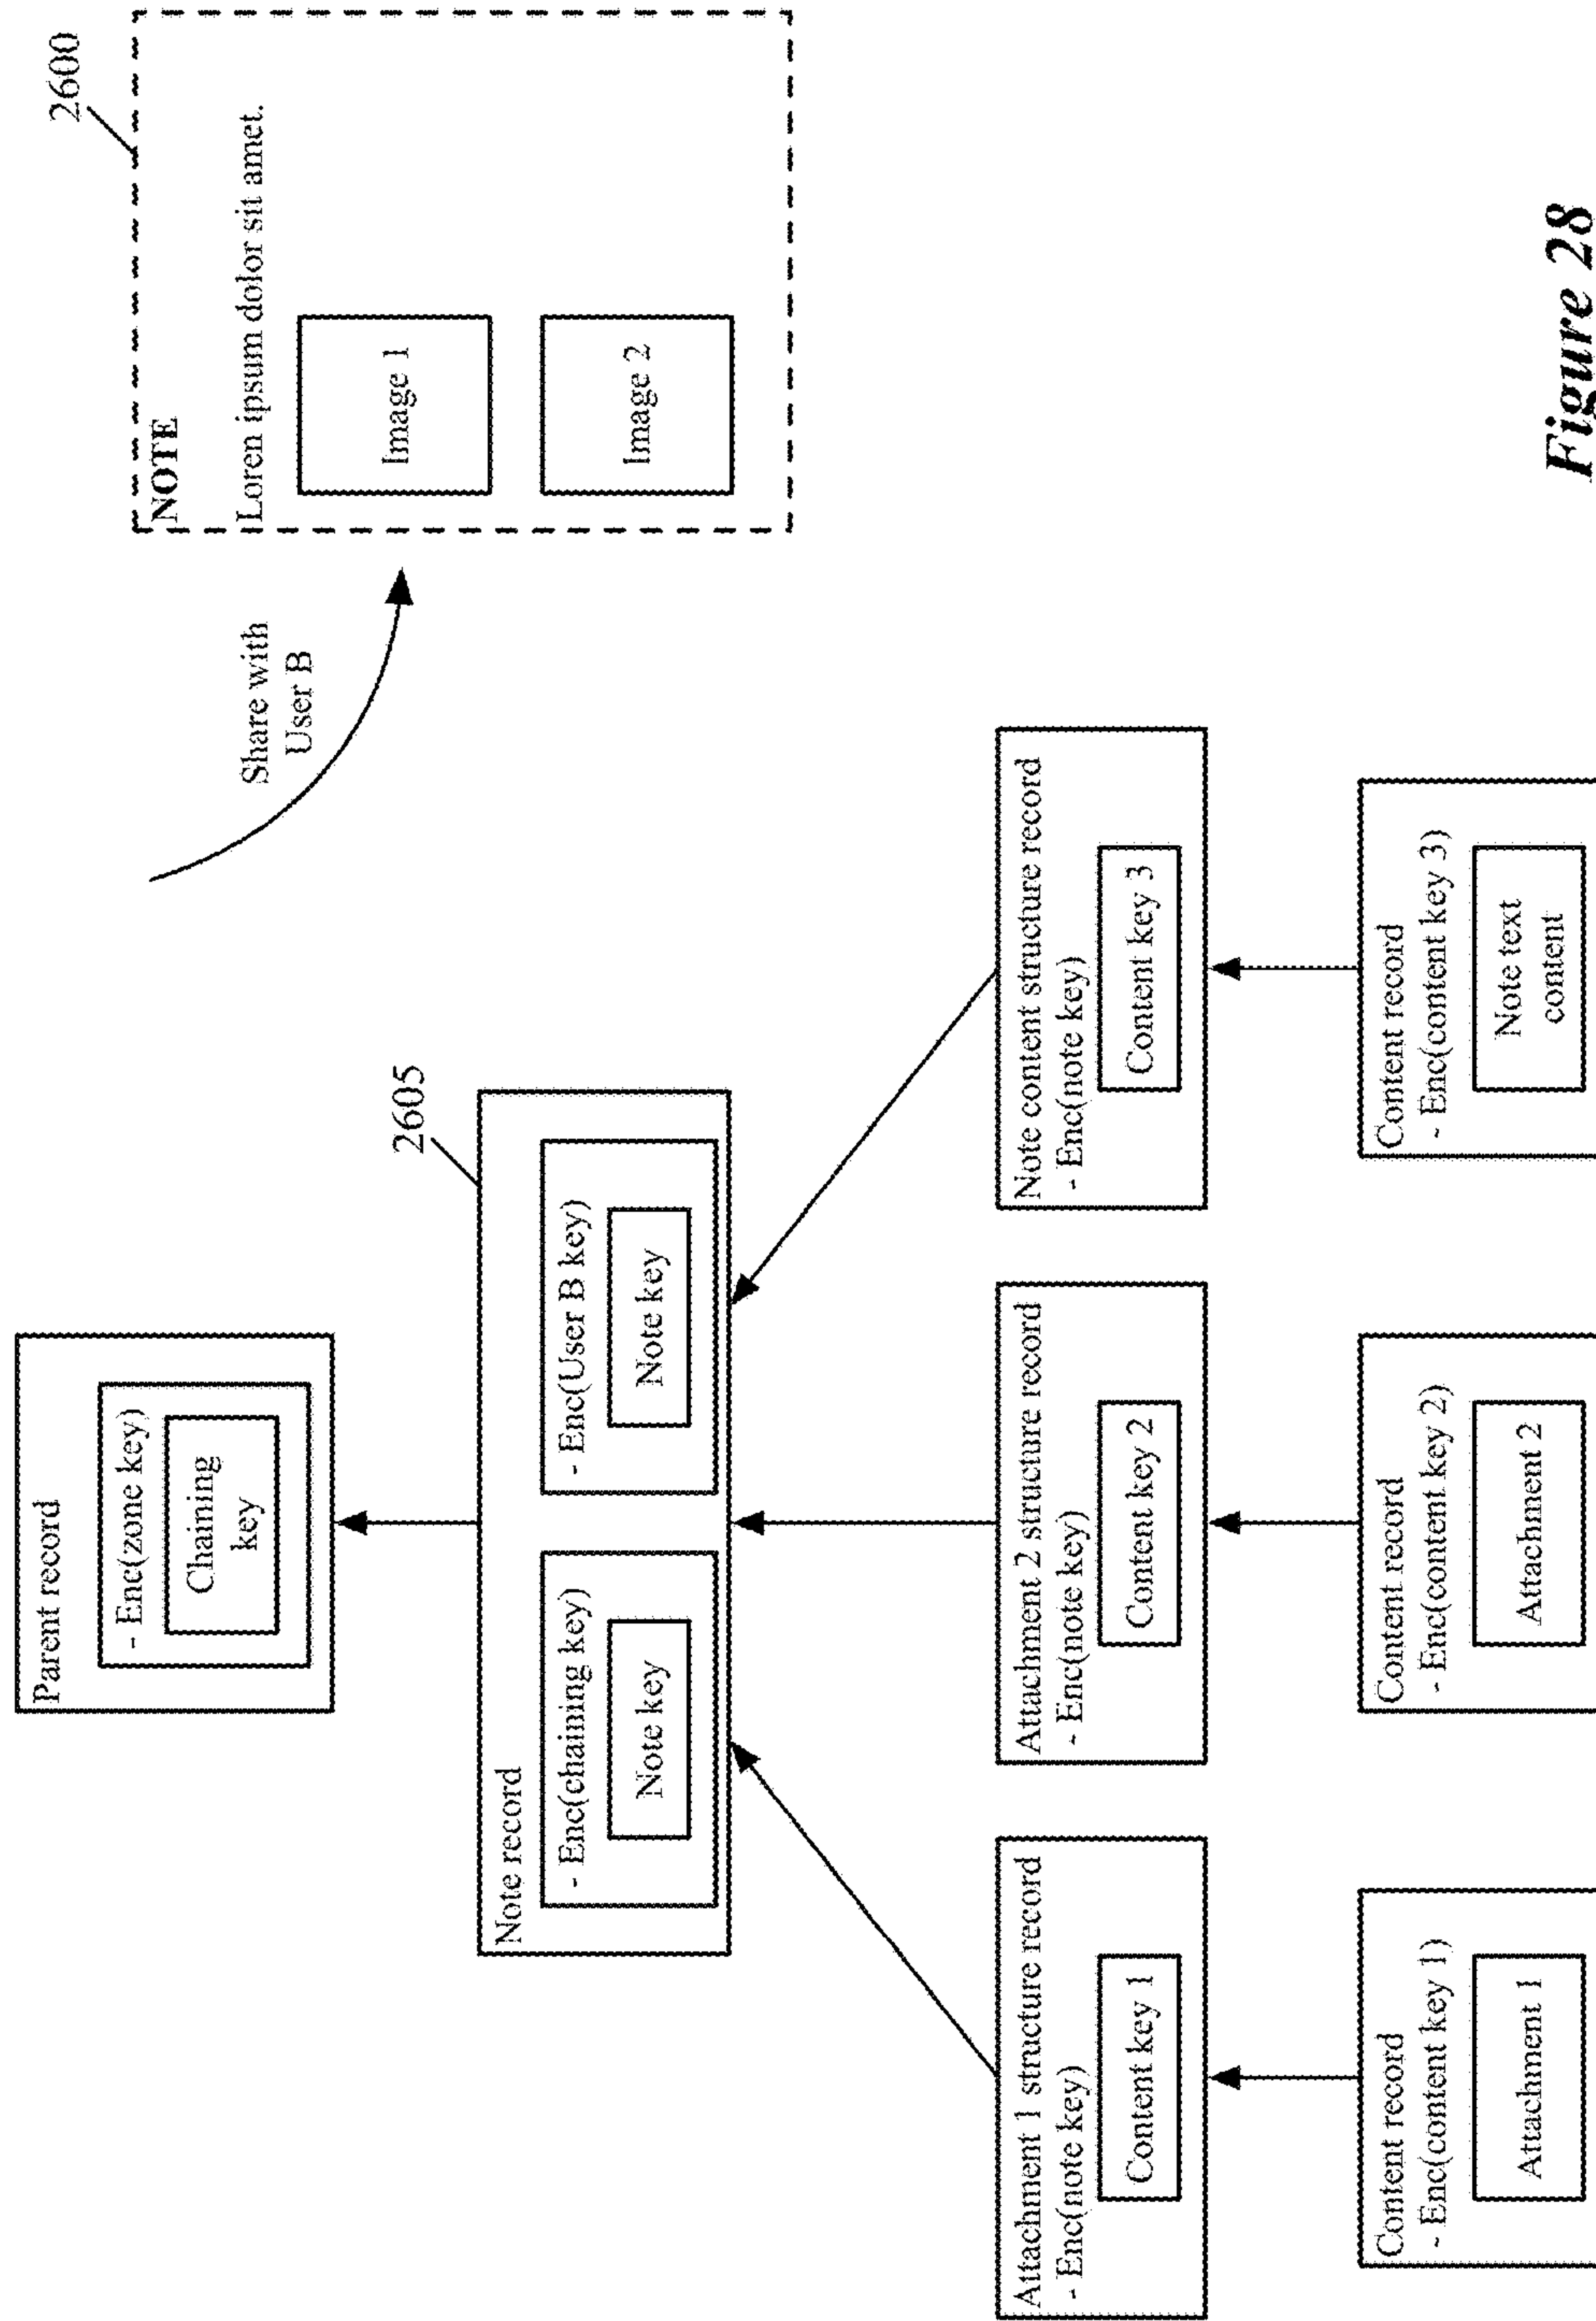 Parent record
- Enc(zone key)
Chaining
key
2605
Note record
- Enc(chaining key)
Note key
- Enc(User B key)
Note key
Attachment 1 structure record
- Enc(note key)
Content key 1
Attachment 2 structure record
- Enc(note key)
Content key 2
Note content structure record
- Enc(note key)
Content key 3
Content record
- Enc(content key 1)
Attachment 1
Content record
- Enc(content key 2)
Attachment 2
Content record
- Enc(content key 3)
Note text
content
Share with
User B
2600
NOTE
Loren ipsum dolor sit amet.
Image 1
Image 2
Figure 28